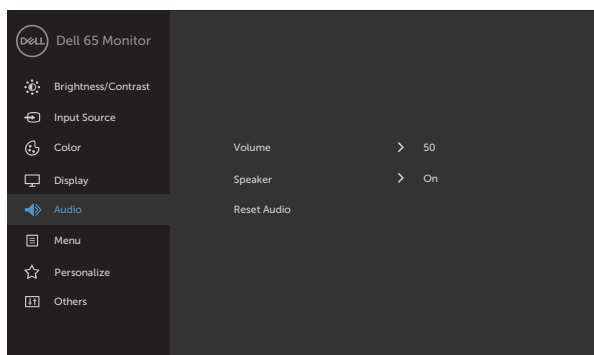 DELL Dell 65 Monitor
Brightness/Contrast
Input Source
Color
Volume 50
Display
Speaker On
Audio
Reset Audio
Menu
Personalize
Others